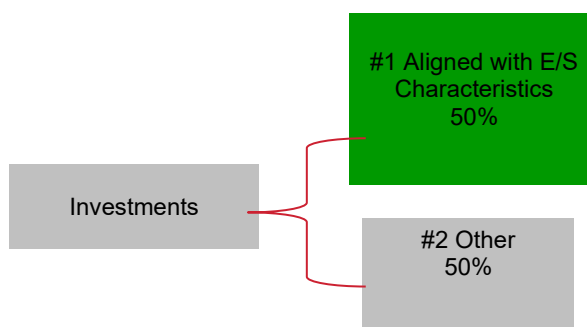 #1 Aligned with E/S
Characteristics
50%
Investments
#2 Other
50%